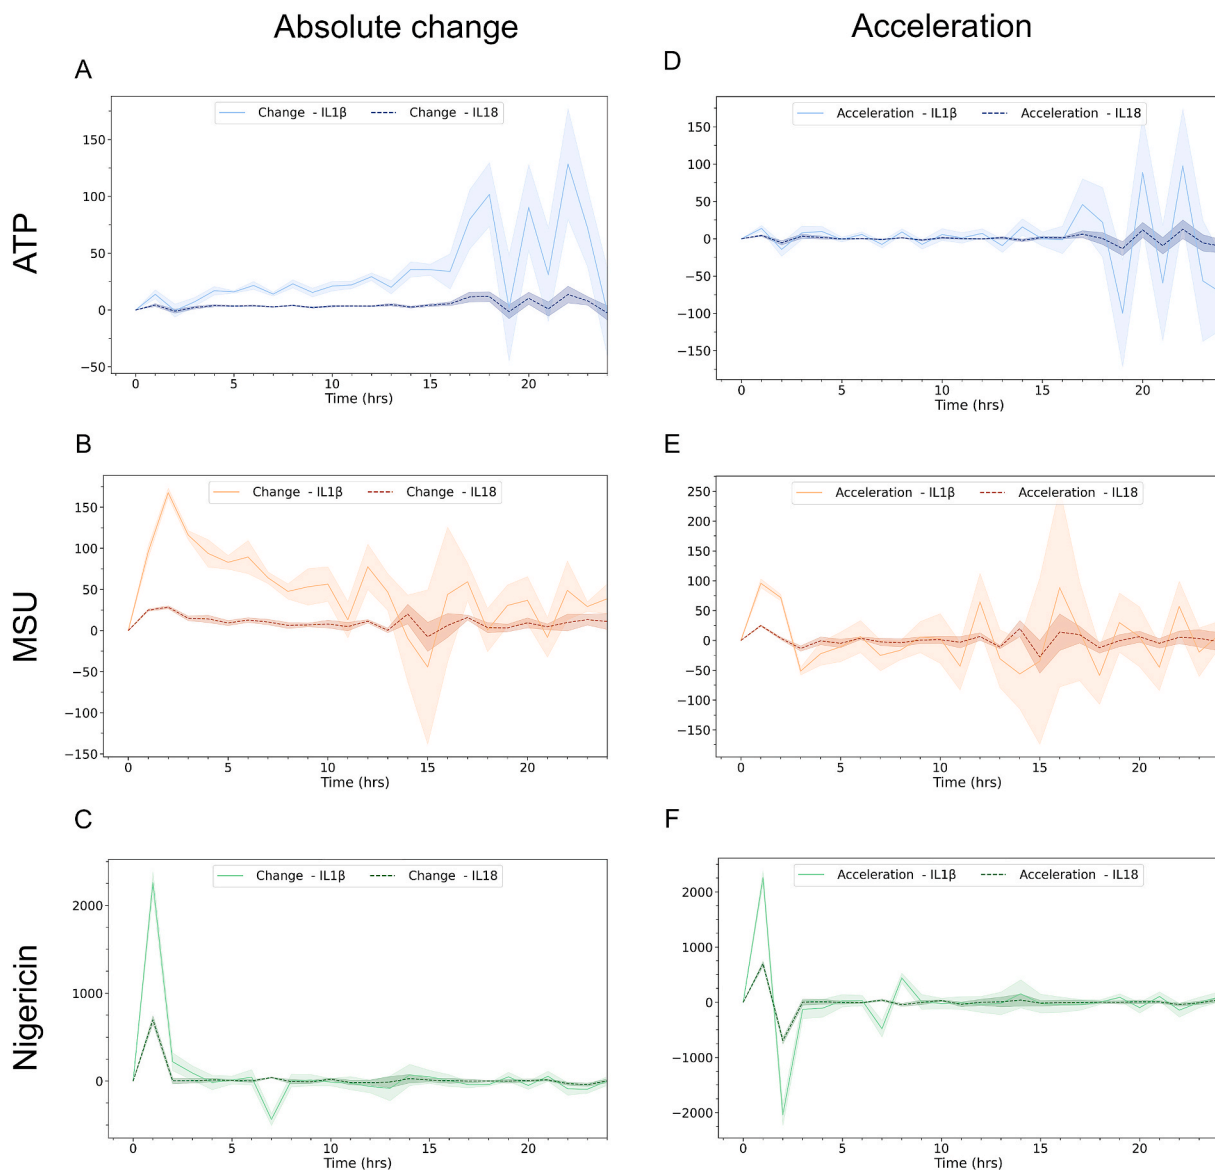 Absolute change
Acceleration
ATP
A
Change - IL1β
Change - IL18
150
100
50
0
−50
0
5
10
15
20
Time (hrs)
D
Acceleration - IL1β
Acceleration - IL18
150
100
50
0
−50
−100
−150
0
5
10
15
20
Time (hrs)
MSU
B
Change - IL1β
Change - IL18
150
100
50
0
−50
−100
−150
0
5
10
15
20
Time (hrs)
E
Acceleration - IL1β
Acceleration - IL18
250
200
150
100
50
0
−50
−100
−150
0
5
10
15
20
Time (hrs)
Nigericin
C
Change - IL1β
Change - IL18
2000
1000
0
0
5
10
15
20
Time (hrs)
F
Acceleration - IL1β
Acceleration - IL18
2000
1000
0
−1000
−2000
0
5
10
15
20
Time (hrs)